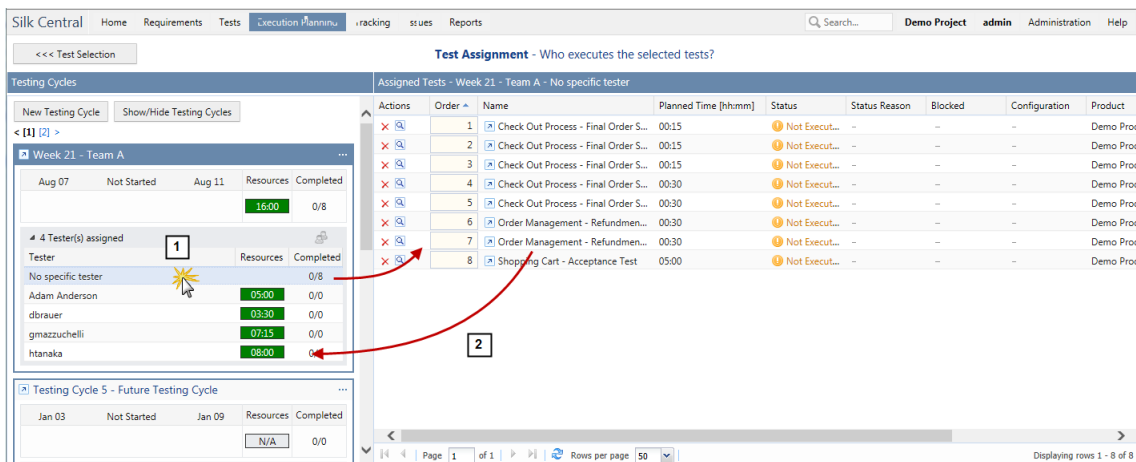 Silk Central Home Requirements Tests Execution Planning Tracking Issues Reports Search... Demo Project admin Administration Help
<<< Test Selection Test Assignment - Who executes the selected tests?
Testing Cycles Assigned Tests - Week 21 - Team A - No specific tester
New Testing Cycle Show/Hide Testing Cycles
< [1] [2] >
Week 21 - Team A ...
Aug 07 Not Started Aug 11 Resources Completed
16:00 0/8
4 Tester(s) assigned
1
Tester Resources Completed
No specific tester 0/8
Adam Anderson 05:00 0/0
dbrauer 03:30 0/0
gmazzuchelli 07:15 0/0
htanaka 08:00
Testing Cycle 5 - Future Testing Cycle ...
Jan 03 Not Started Jan 09 Resources Completed
N/A 0/0
Actions Order Name Planned Time [hh:mm] Status Status Reason Blocked Configuration Product
1 Check Out Process - Final Order S... 00:15 Not Execut... - - - Demo Proc
2 Check Out Process - Final Order S... 00:15 Not Execut... - - - Demo Proc
3 Check Out Process - Final Order S... 00:15 Not Execut... - - - Demo Proc
4 Check Out Process - Final Order S... 00:30 Not Execut... - - - Demo Proc
5 Check Out Process - Final Order S... 00:30 Not Execut... - - - Demo Proc
6 Order Management - Refundmen... 00:30 Not Execut... - - - Demo Proc
7 Order Management - Refundmen... 00:30 Not Execut... - - - Demo Proc
8 Shopping Cart - Acceptance Test 05:00 Not Execut... - - - Demo Proc
2
Page 1 of 1 Rows per page 50 Displaying rows 1 - 8 of 8